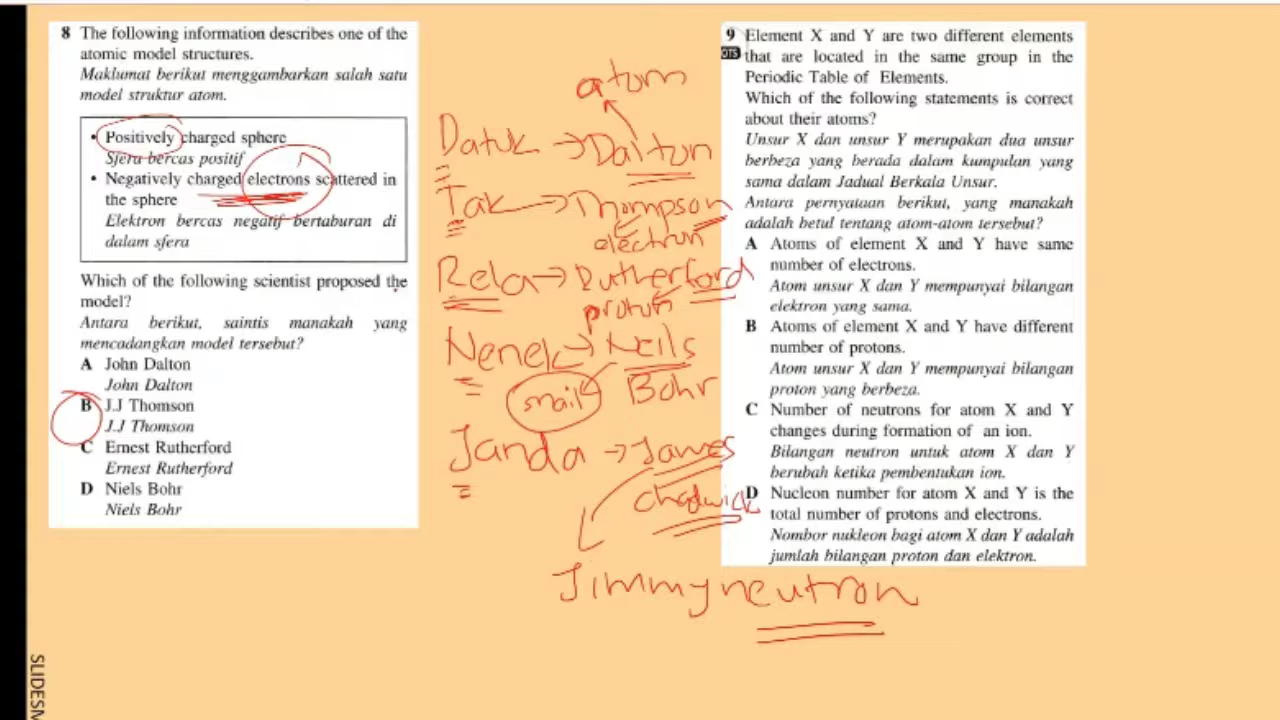 8 The following information describes one of the
atomic model structures.
Maklumat berikut menggambarkan salah satu
model struktur atom.
• Positively charged sphere
Sfera bercas positif
• Negatively charged electrons scattered in
the sphere
Elektron bercas negatif bertaburan di
dalam sfera
Which of the following scientist proposed the
model?
Antara berikut, saintis manakah yang
mencadangkan model tersebut?
A John Dalton
John Dalton
B J.J Thomson
J.J Thomson
C Ernest Rutherford
Ernest Rutherford
D Niels Bohr
Niels Bohr
atom
Datuk → Dalton
Tak → Thompson
electron
Rela → Rutherford
proton
Nenek → Neils
Bohr
snail
Janda → James
chadwick
Jimmy neutron
9 Element X and Y are two different elements
OTS that are located in the same group in the
Periodic Table of Elements.
Which of the following statements is correct
about their atoms?
Unsur X dan unsur Y merupakan dua unsur
berbeza yang berada dalam kumpulan yang
sama dalam Jadual Berkala Unsur.
Antara pernyataan berikut, yang manakah
adalah betul tentang atom-atom tersebut?
A Atoms of element X and Y have same
number of electrons.
Atom unsur X dan Y mempunyai bilangan
elektron yang sama.
B Atoms of element X and Y have different
number of protons.
Atom unsur X dan Y mempunyai bilangan
proton yang berbeza.
C Number of neutrons for atom X and Y
changes during formation of an ion.
Bilangan neutron untuk atom X dan Y
berubah ketika pembentukan ion.
D Nucleon number for atom X and Y is the
total number of protons and electrons.
Nombor nukleon bagi atom X dan Y adalah
jumlah bilangan proton dan elektron.
SLIDESM